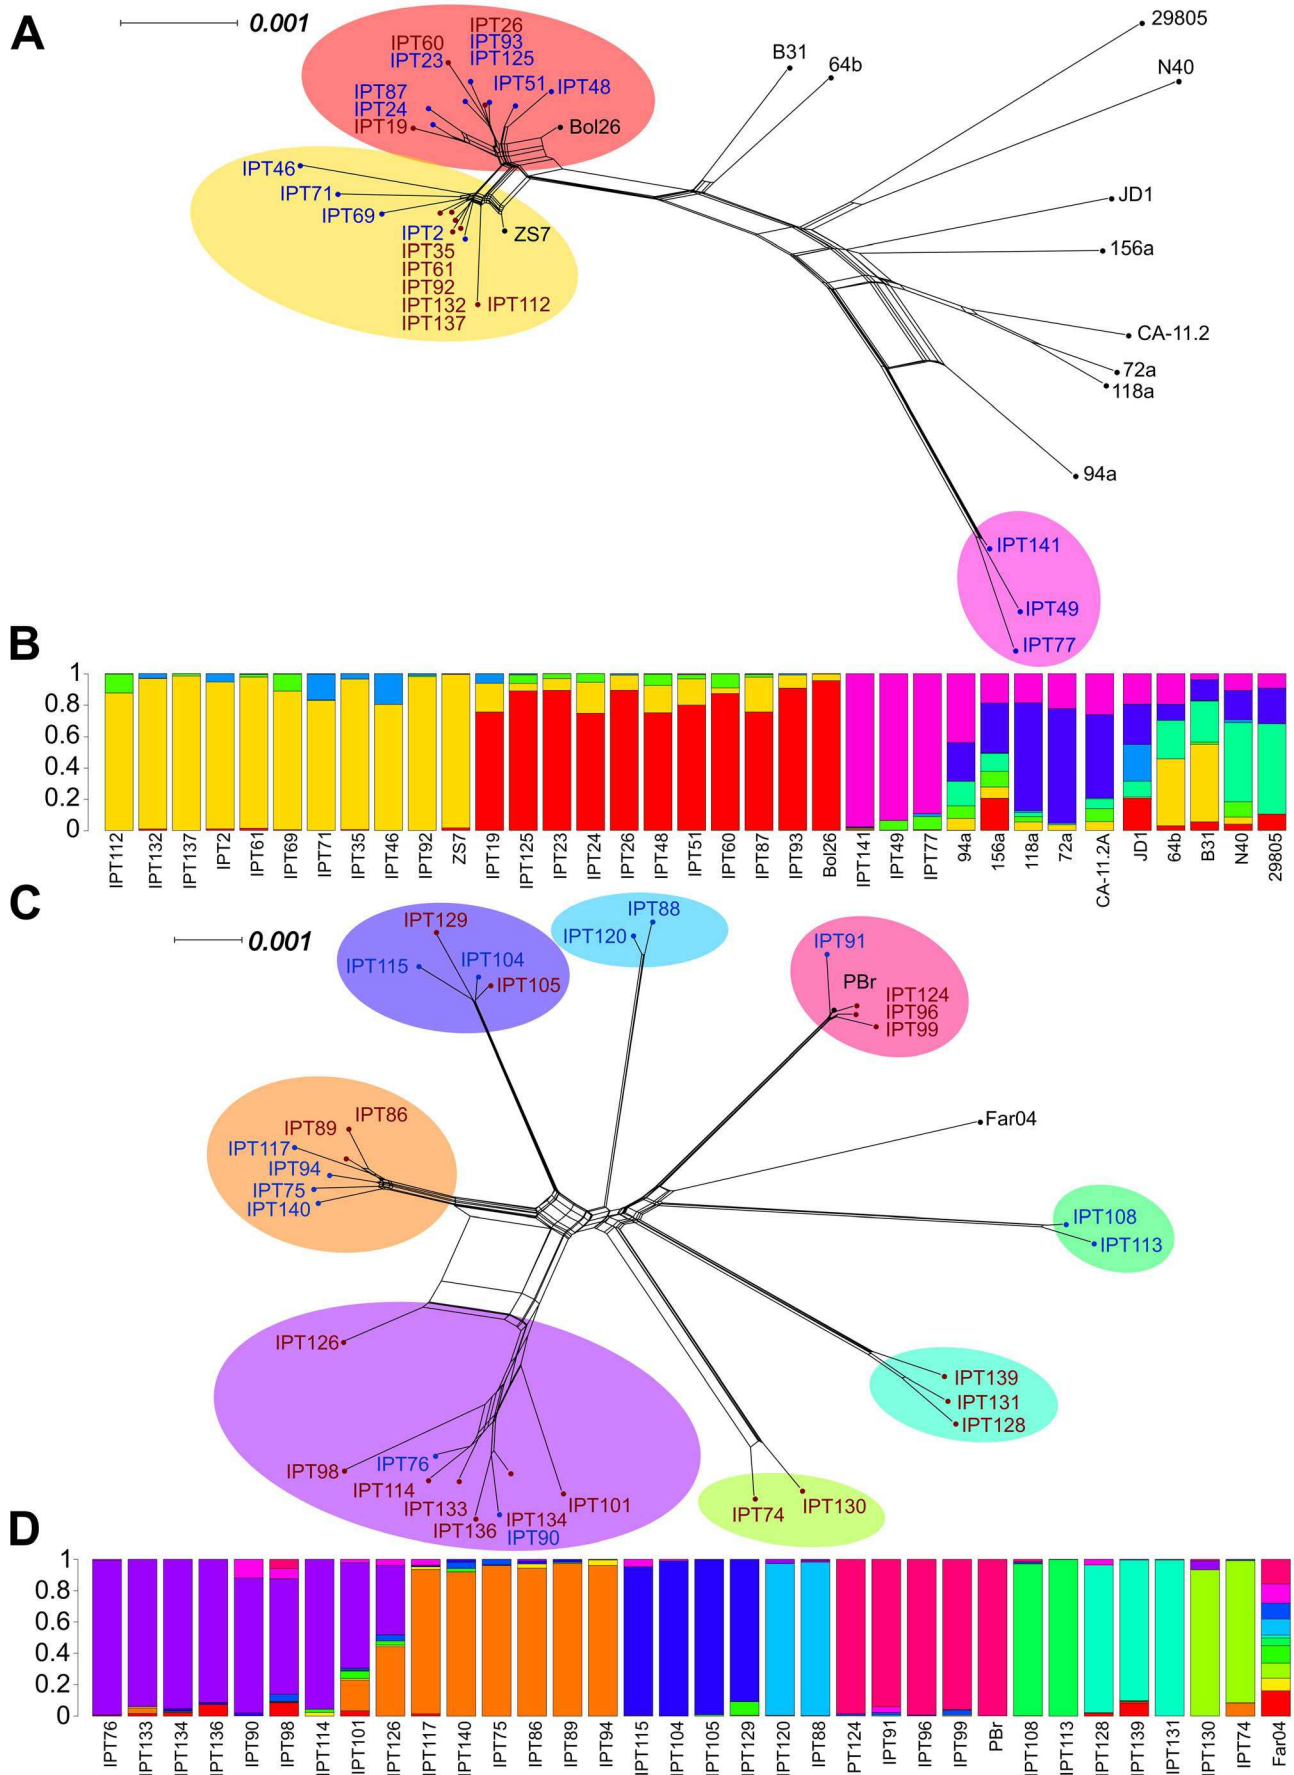 A
0.001
IPT26
IPT60
IPT93
IPT23
IPT125
IPT87
IPT51
IPT48
IPT24
IPT19
Bol26
B31
64b
29805
N40
IPT46
IPT71
IPT69
IPT2
ZS7
IPT35
IPT61
IPT92
IPT132
IPT112
IPT137
JD1
156a
CA-11.2
72a
118a
94a
IPT141
IPT49
IPT77
B
1
0.8
0.6
0.4
0.2
0
IPT112
IPT132
IPT137
IPT2
IPT61
IPT69
IPT71
IPT35
IPT46
IPT92
ZS7
IPT19
IPT125
IPT23
IPT24
IPT26
IPT48
IPT51
IPT60
IPT87
IPT93
Bol26
IPT141
IPT49
IPT77
94a
156a
118a
72a
CA-11.2A
JD1
64b
B31
N40
29805
C
0.001
IPT129
IPT115
IPT104
IPT105
IPT88
IPT120
IPT91
PBr
IPT124
IPT96
IPT99
IPT86
IPT89
IPT117
IPT94
IPT75
IPT140
Far04
IPT108
IPT113
IPT126
IPT139
IPT131
IPT128
IPT98
IPT76
IPT114
IPT133
IPT136
IPT134
IPT90
IPT101
IPT74
IPT130
D
1
0.8
0.6
0.4
0.2
0
IPT76
IPT133
IPT134
IPT136
IPT90
IPT98
IPT114
IPT101
IPT126
IPT117
IPT140
IPT75
IPT86
IPT89
IPT94
IPT115
IPT104
IPT105
IPT129
IPT120
IPT88
IPT124
IPT91
IPT96
IPT99
PBr
IPT108
IPT113
IPT128
IPT139
IPT131
IPT130
IPT74
Far04